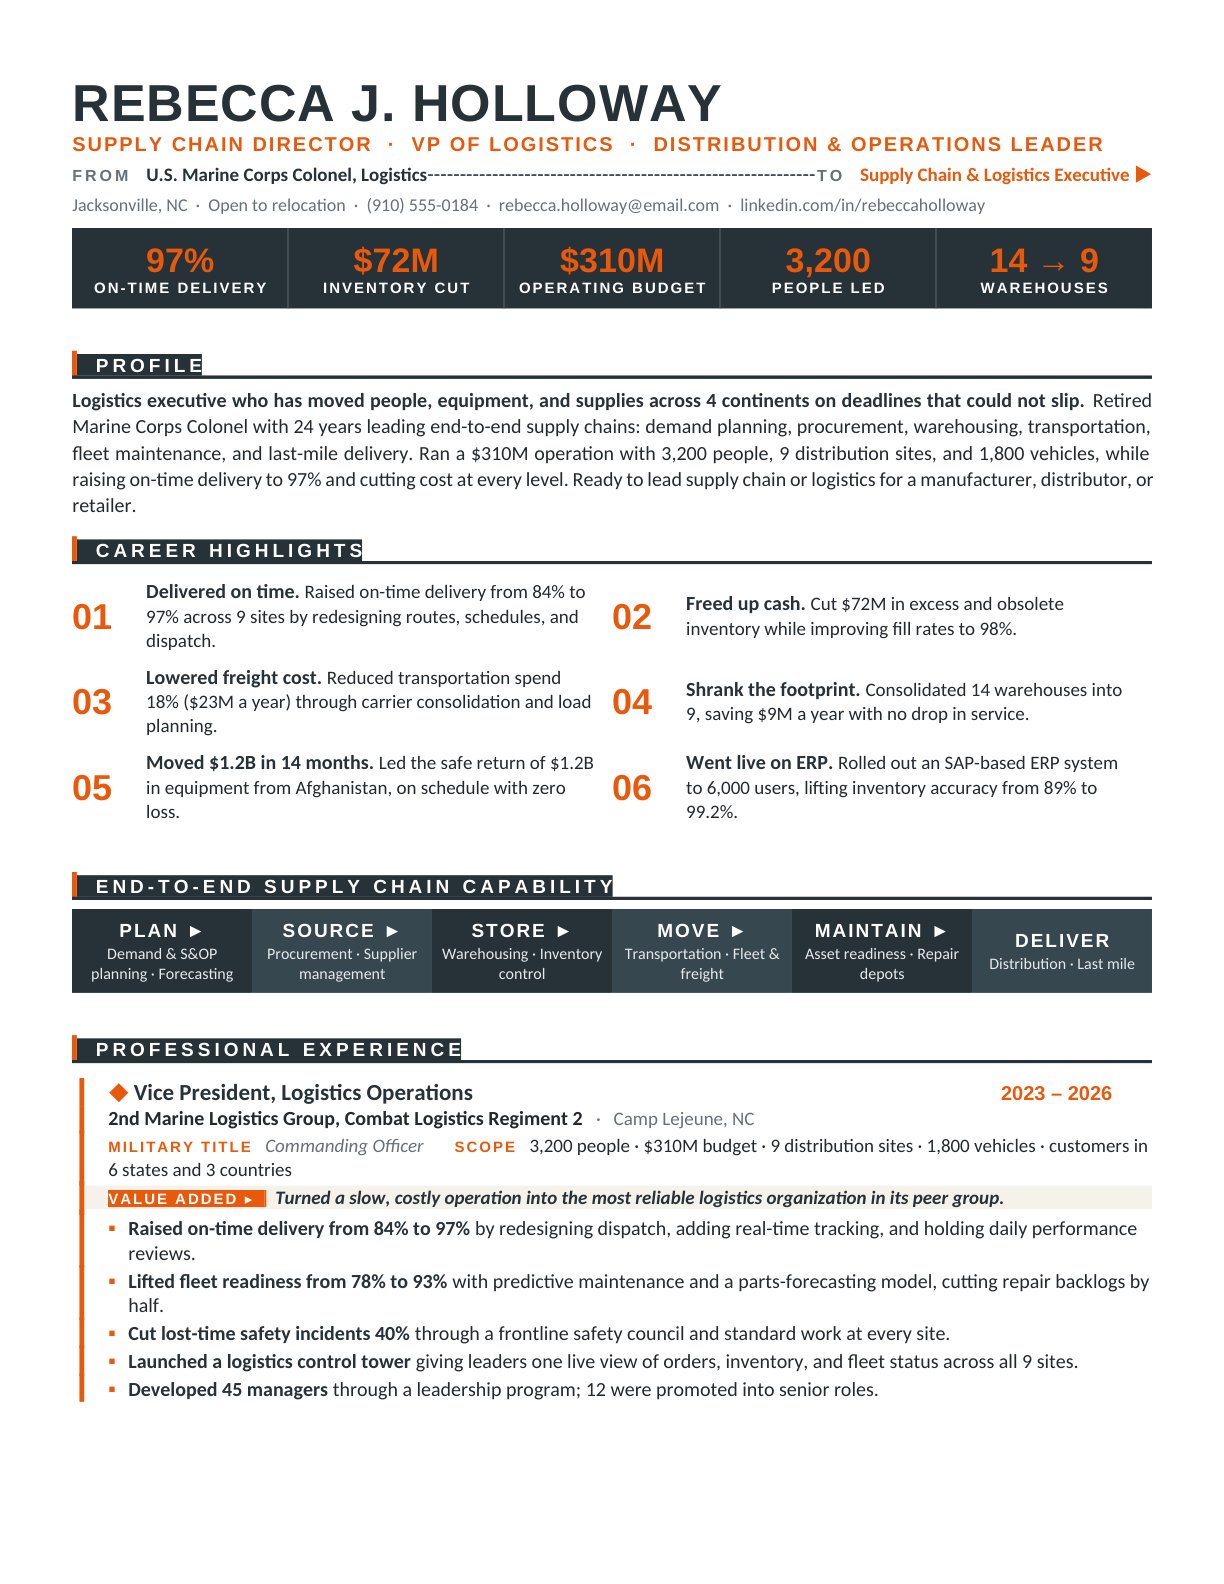 REBECCA J. HOLLOWAY
SUPPLY CHAIN DIRECTOR · VP OF LOGISTICS · DISTRIBUTION & OPERATIONS LEADER
FROM U.S. Marine Corps Colonel, Logistics------------------------------------------------------------TO Supply Chain & Logistics Executive ▶
Jacksonville, NC · Open to relocation · (910) 555-0184 · rebecca.holloway@email.com · linkedin.com/in/rebeccaholloway
97% $72M $310M 3,200 14 → 9
ON-TIME DELIVERY INVENTORY CUT OPERATING BUDGET PEOPLE LED WAREHOUSES
PROFILE
Logistics executive who has moved people, equipment, and supplies across 4 continents on deadlines that could not slip. Retired
Marine Corps Colonel with 24 years leading end-to-end supply chains: demand planning, procurement, warehousing, transportation,
fleet maintenance, and last-mile delivery. Ran a $310M operation with 3,200 people, 9 distribution sites, and 1,800 vehicles, while
raising on-time delivery to 97% and cutting cost at every level. Ready to lead supply chain or logistics for a manufacturer, distributor, or
retailer.
CAREER HIGHLIGHTS
01
Delivered on time. Raised on-time delivery from 84% to
97% across 9 sites by redesigning routes, schedules, and
dispatch.
02
Freed up cash. Cut $72M in excess and obsolete
inventory while improving fill rates to 98%.
03
Lowered freight cost. Reduced transportation spend
18% ($23M a year) through carrier consolidation and load
planning.
04
Shrank the footprint. Consolidated 14 warehouses into
9, saving $9M a year with no drop in service.
05
Moved $1.2B in 14 months. Led the safe return of $1.2B
in equipment from Afghanistan, on schedule with zero
loss.
06
Went live on ERP. Rolled out an SAP-based ERP system
to 6,000 users, lifting inventory accuracy from 89% to
99.2%.
END-TO-END SUPPLY CHAIN CAPABILITY
PLAN ►
Demand & S&OP
planning · Forecasting
SOURCE ►
Procurement · Supplier
management
STORE ►
Warehousing · Inventory
control
MOVE ►
Transportation · Fleet &
freight
MAINTAIN ►
Asset readiness · Repair
depots
DELIVER
Distribution · Last mile
PROFESSIONAL EXPERIENCE
◆ Vice President, Logistics Operations 2023 – 2026
2nd Marine Logistics Group, Combat Logistics Regiment 2 · Camp Lejeune, NC
MILITARY TITLE Commanding Officer SCOPE 3,200 people · $310M budget · 9 distribution sites · 1,800 vehicles · customers in
6 states and 3 countries
VALUE ADDED ► Turned a slow, costly operation into the most reliable logistics organization in its peer group.
▪ Raised on-time delivery from 84% to 97% by redesigning dispatch, adding real-time tracking, and holding daily performance
reviews.
▪ Lifted fleet readiness from 78% to 93% with predictive maintenance and a parts-forecasting model, cutting repair backlogs by
half.
▪ Cut lost-time safety incidents 40% through a frontline safety council and standard work at every site.
▪ Launched a logistics control tower giving leaders one live view of orders, inventory, and fleet status across all 9 sites.
▪ Developed 45 managers through a leadership program; 12 were promoted into senior roles.